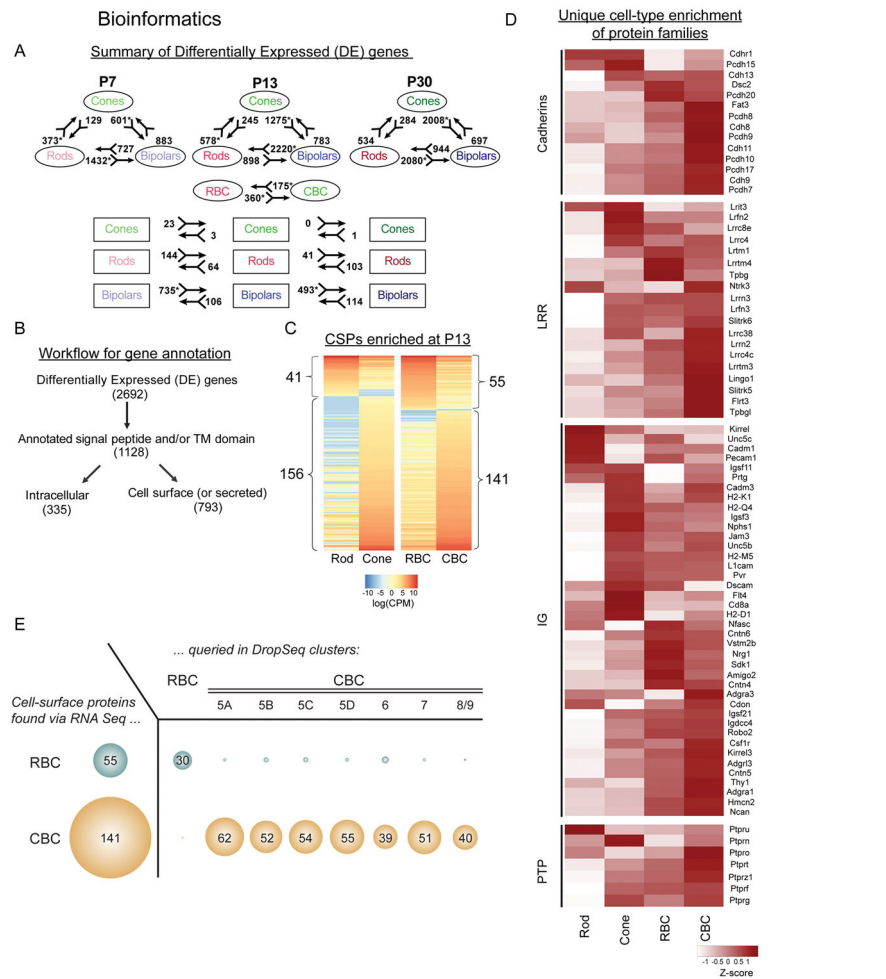 Bioinformatics
A
Summary of Differentially Expressed (DE) genes
P7
P13
P30
Cones
Cones
Cones
129
601*
245
1275*
284
2008*
373*
883
578*
783
534
697
Rods
727
1432*
Bipolars
Rods
2220*
898
Bipolars
Rods
944
2080*
Bipolars
RBC
175*
360*
CBC
23
3
0
1
Cones
Cones
Cones
144
64
41
103
Rods
Rods
Rods
735*
106
493*
114
Bipolars
Bipolars
Bipolars
B
Workflow for gene annotation
Differentially Expressed (DE) genes
(2692)
Annotated signal peptide and/or TM domain
(1128)
Intracellular
(335)
Cell surface (or secreted)
(793)
C
CSPs enriched at P13
41
55
156
141
Rod
Cone
RBC
CBC
-10 -5 0 5 10
log(CPM)
D
Unique cell-type enrichment
of protein families
Cadherins
Cdhr1
Pcdh15
Cdh13
Dsc2
Pcdh20
Fat3
Pcdh8
Cdh8
Pcdh9
Cdh11
Pcdh10
Pcdh17
Cdh9
Pcdh7
LRR
Lrit3
Lrfn2
Lrrc8e
Lrrc4
Lrtm1
Lrrtm4
Tpbg
Ntrk3
Lrrn3
Lrfn3
Slitrk6
Lrrc38
Lrrn2
Lrrc4c
Lrrtm3
Lingo1
Slitrk5
Flrt3
Tpbgl
IG
Kirrel
Unc5c
Cadm1
Pecam1
Igsf11
Prtg
Cadm3
H2-K1
H2-Q4
Igsf3
Nphs1
Jam3
Unc5b
H2-M5
L1cam
Pvr
Dscam
Flt4
Cd8a
H2-D1
Nfasc
Cntn6
Vstm2b
Nrg1
Sdk1
Amigo2
Cntn4
Adgra3
Cdon
Igsf21
Igdcc4
Robo2
Csf1r
Kirrel3
Adgrl3
Cntn5
Thy1
Adgra1
Hmcn2
Ncan
PTP
Ptpru
Ptprn
Ptpro
Ptprt
Ptprz1
Ptprf
Ptprg
Rod
Cone
RBC
CBC
-1 -0.5 0 0.5 1
Z-score
E
... queried in DropSeq clusters:
RBC
CBC
Cell-surface proteins
found via RNA Seq ...
5A
5B
5C
5D
6
7
8/9
RBC
55
30
CBC
141
62
52
54
55
39
51
40